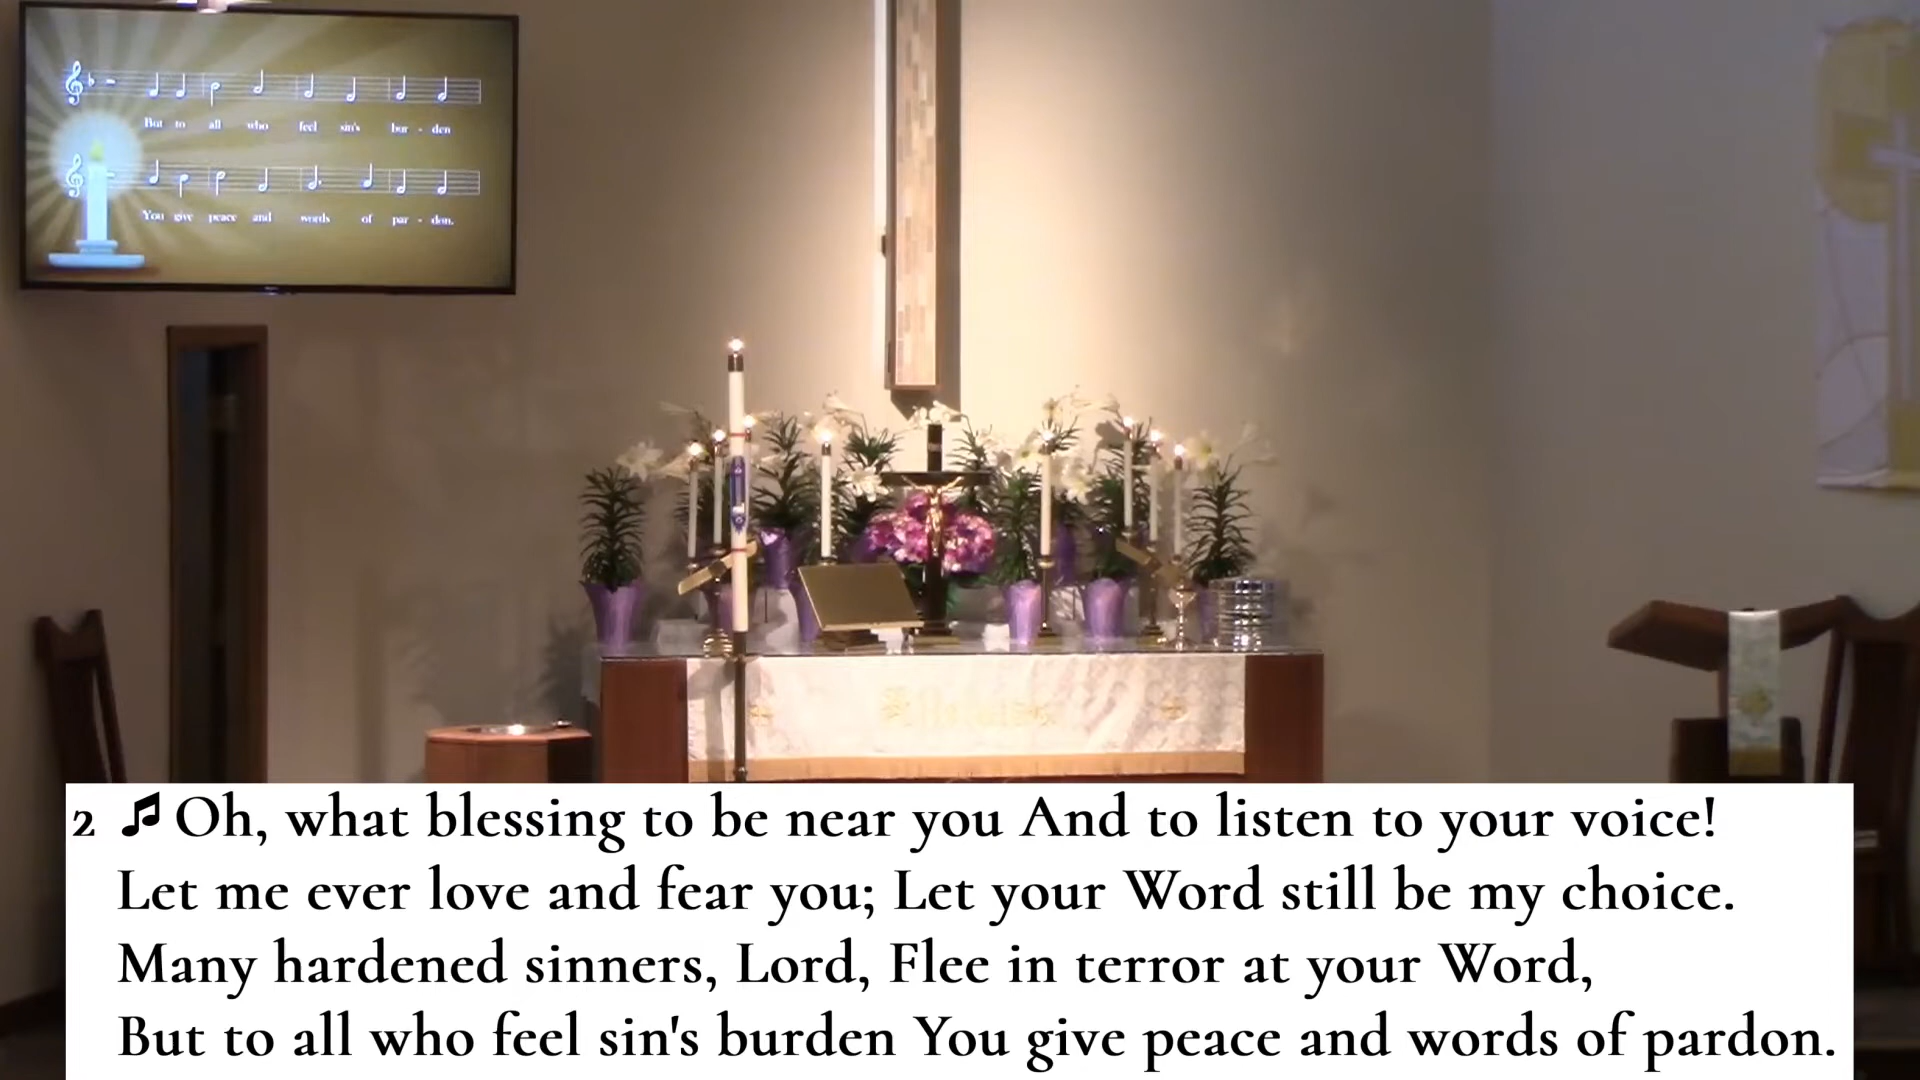 But to all who feel sin's bur - den
You give peace and words of par - don.
Alleluia
2 ♫ Oh, what blessing to be near you And to listen to your voice!
Let me ever love and fear you; Let your Word still be my choice.
Many hardened sinners, Lord, Flee in terror at your Word,
But to all who feel sin's burden You give peace and words of pardon.